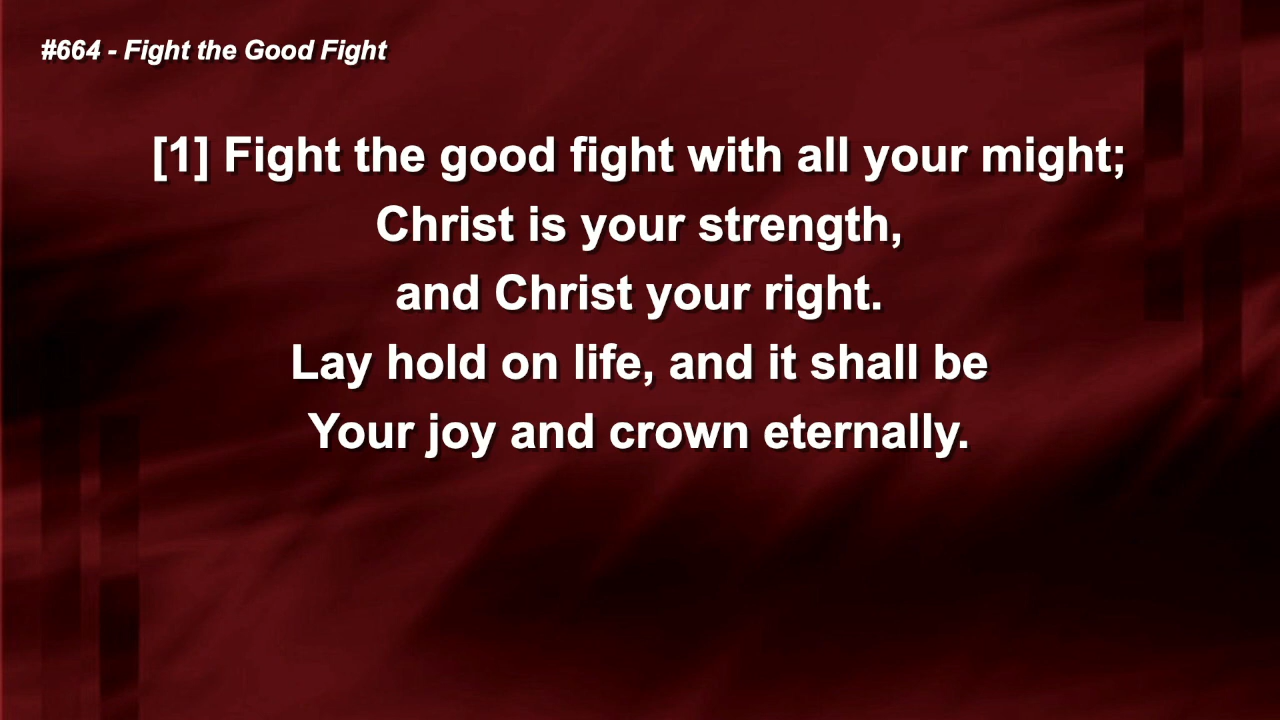 #664 - Fight the Good Fight
[1] Fight the good fight with all your might;
Christ is your strength,
and Christ your right.
Lay hold on life, and it shall be
Your joy and crown eternally.